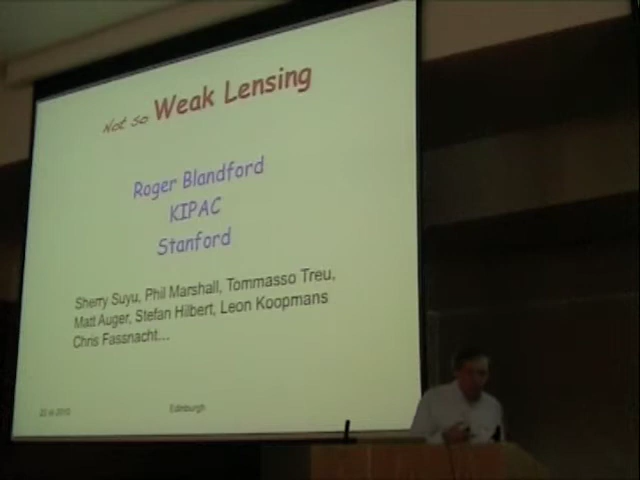 Not so Weak Lensing
Roger Blandford
KIPAC
Stanford
Sherry Suyu, Phil Marshall, Tommasso Treu,
Matt Auger, Stefan Hilbert, Leon Koopmans
Chris Fassnacht...
Edinburgh